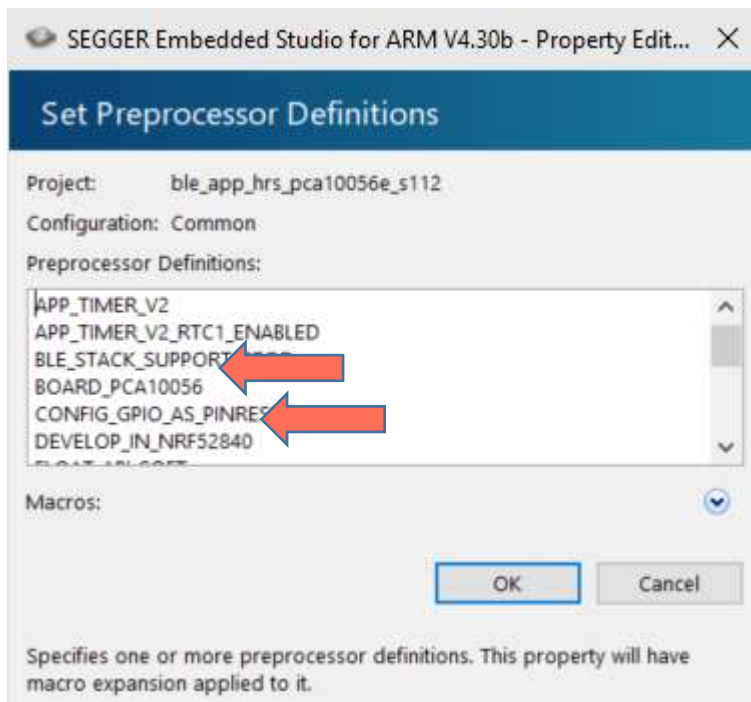 SEGGER Embedded Studio for ARM V4.30b - Property Edit...
Set Preprocessor Definitions
Project: ble_app_hrs_pca10056e_s112
Configuration: Common
Preprocessor Definitions:
APP_TIMER_V2
APP_TIMER_V2_RTC1_ENABLED
BLE_STACK_SUPPORT
BOARD_PCA10056
CONFIG_GPIO_AS_PINRES
DEVELOP_IN_NRF52840
Macros:
OK Cancel
Specifies one or more preprocessor definitions. This property will have
macro expansion applied to it.